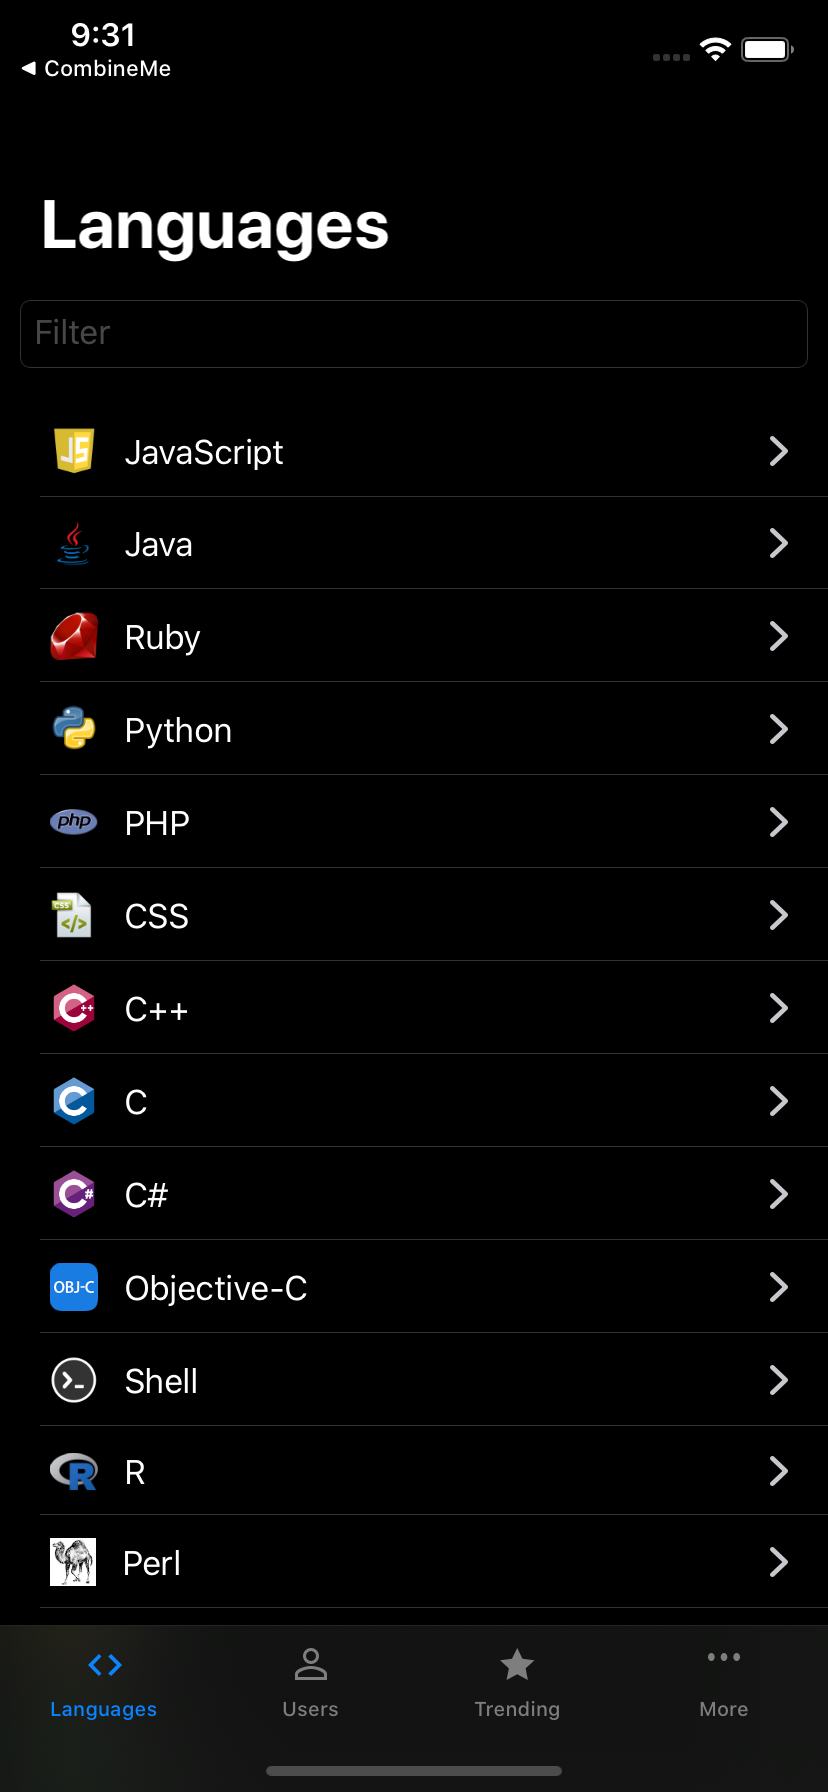 9:31
◀ CombineMe
Languages
Filter
JS JavaScript
Java
Ruby
Python
php PHP
css </> CSS
C++ C++
C C
C# C#
OBJ-C Objective-C
>_ Shell
R R
Perl
Languages Users Trending More